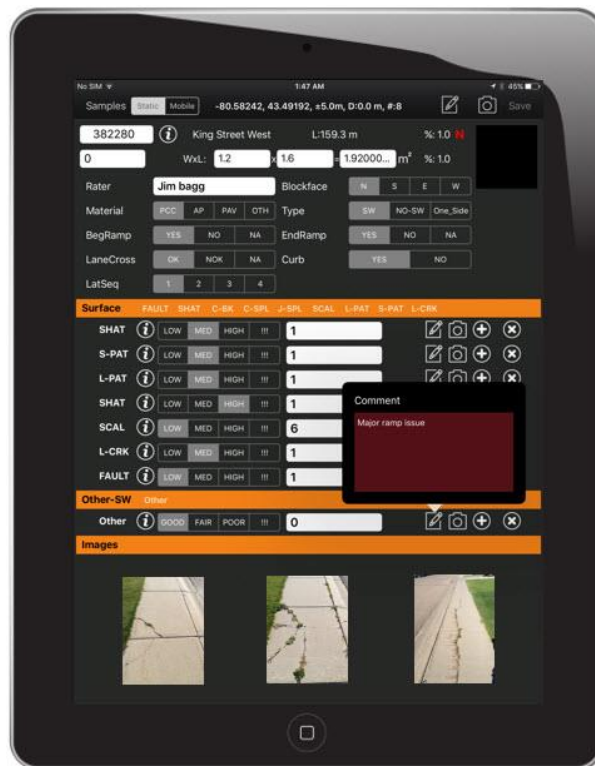 No SIM 1:47 AM 45%
Samples Static Mobile -80.58242, 43.49192, ±5.0m, D:0.0 m, #:8 Save
382280 i King Street West L:159.3 m %: 1.0 N
0 WxL: 1.2 x 1.6 = 1.92000... m² %: 1.0
Rater Jim bagg Blockface N S E W
Material PCC AP PAV OTH Type SW NO-SW One_Side
BegRamp YES NO NA EndRamp YES NO NA
LaneCross OK NOK NA Curb YES NO
LatSeq 1 2 3 4
Surface FAULT SHAT C-BK C-SPL J-SPL SCAL L-PAT S-PAT L-CRK
SHAT i LOW MED HIGH !!! 1
S-PAT i LOW MED HIGH !!! 1
L-PAT i LOW MED HIGH !!! 1
SHAT i LOW MED HIGH !!! 1
Comment
Major ramp issue
SCAL i LOW MED HIGH !!! 6
L-CRK i LOW MED HIGH !!! 1
FAULT i LOW MED HIGH !!! 1
Other-SW Other
Other i GOOD FAIR POOR !!! 0
Images